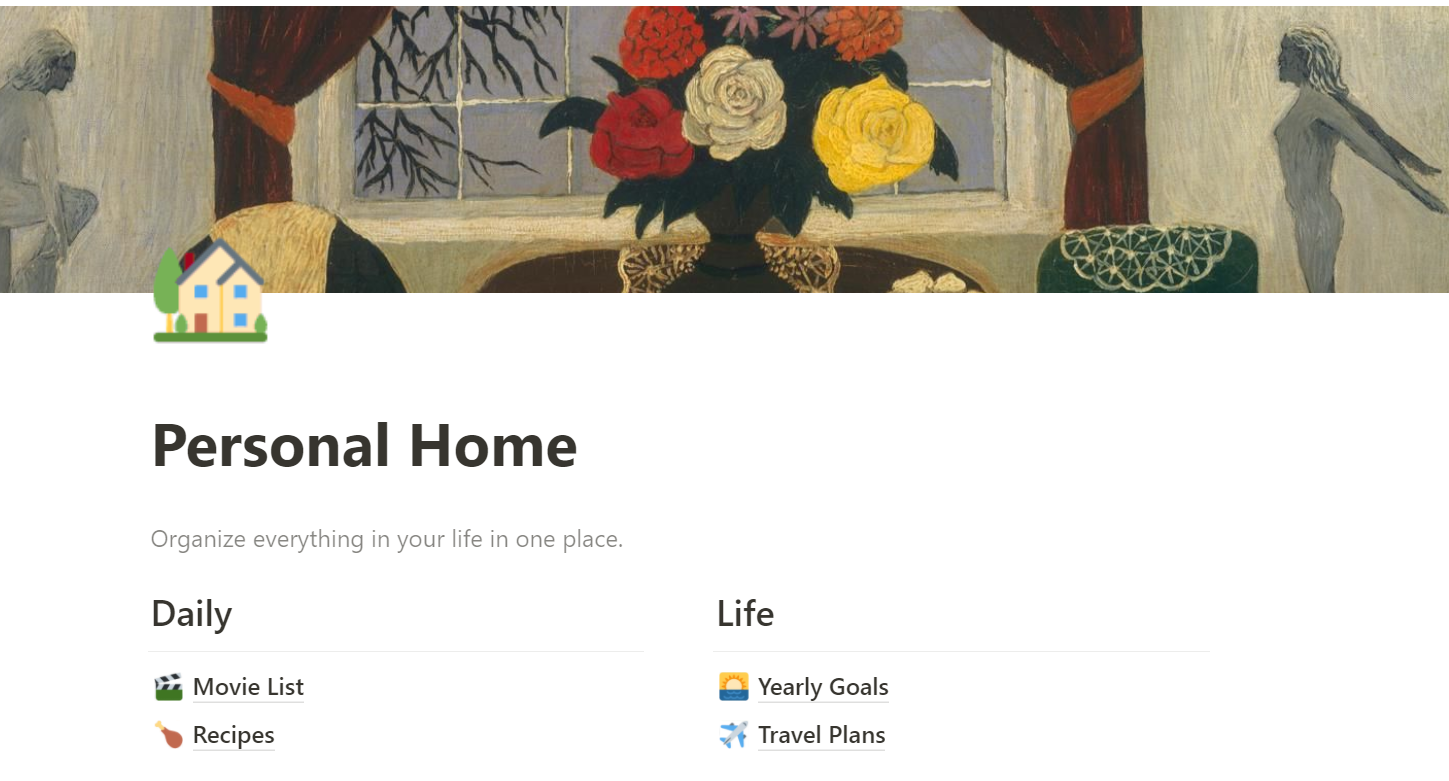 Personal Home
Organize everything in your life in one place.
Daily
Movie List
Recipes
Life
Yearly Goals
Travel Plans